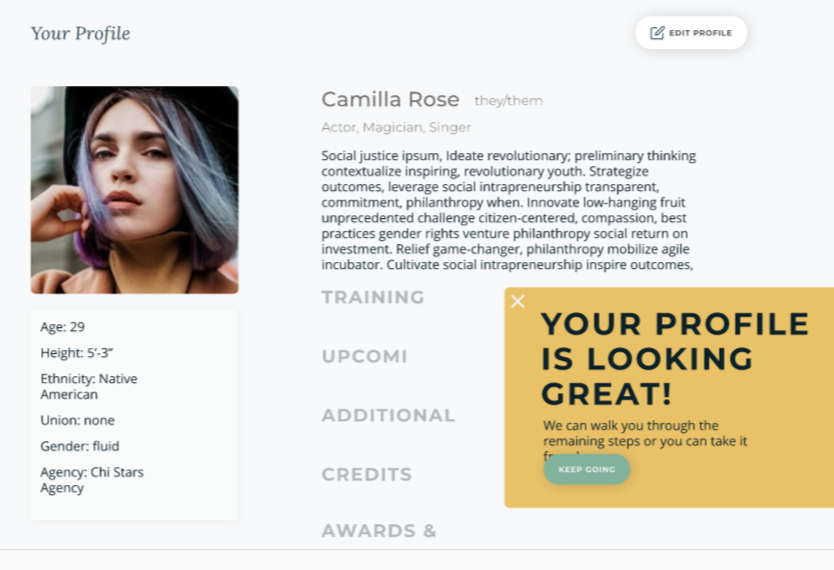 Your Profile
EDIT PROFILE
Camilla Rose they/them
Actor, Magician, Singer
Social justice ipsum, Ideate revolutionary; preliminary thinking
contextualize inspiring, revolutionary youth. Strategize
outcomes, leverage social intrapreneurship transparent,
commitment, philanthropy when. Innovate low-hanging fruit
unprecedented challenge citizen-centered, compassion, best
practices gender rights venture philanthropy social return on
investment. Relief game-changer, philanthropy mobilize agile
incubator. Cultivate social intrapreneurship inspire outcomes,
Age: 29
Height: 5'-3"
Ethnicity: Native
American
Union: none
Gender: fluid
Agency: Chi Stars
Agency
TRAINING
UPCOMI
ADDITIONAL
CREDITS
AWARDS &
YOUR PROFILE
IS LOOKING
GREAT!
We can walk you through the
remaining steps or you can take it
KEEP GOING